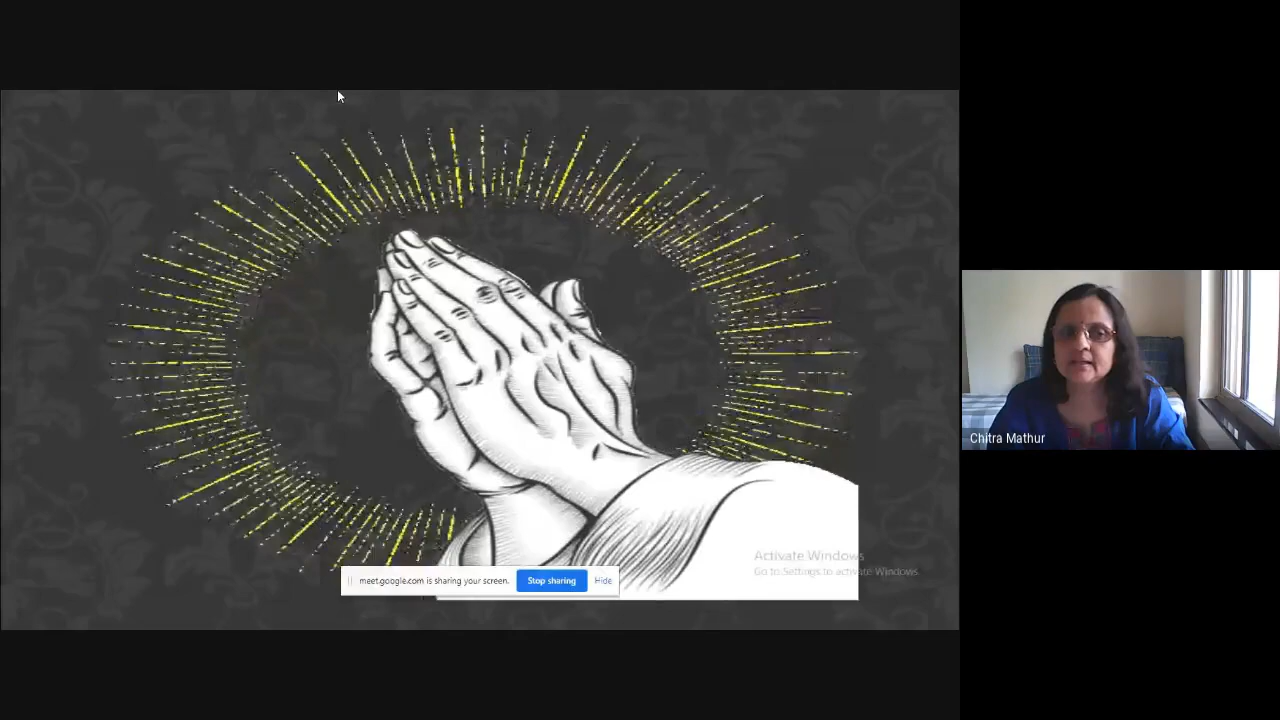 Activate Windows
Go to Settings to activate Windows.
meet.google.com is sharing your screen.
Stop sharing
Hide
Chitra Mathur